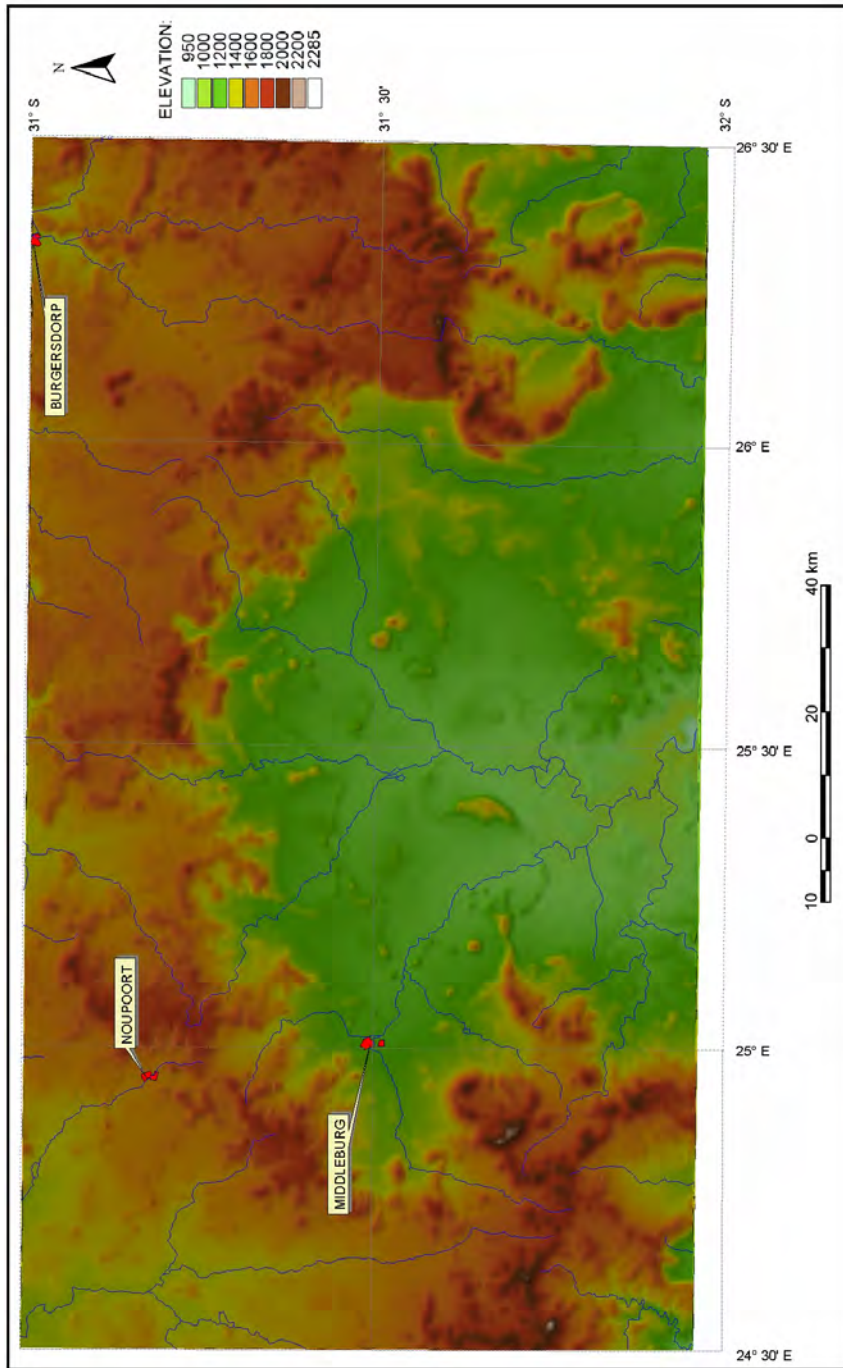 BURGERSDORP
NOUPOORT
MIDDLEBURG
N
ELEVATION:
950
1000
1200
1400
1600
1800
2000
2200
2285
31° S
31° 30'
32° S
24° 30' E
25° E
25° 30' E
26° E
26° 30' E
10 0 20 40 km